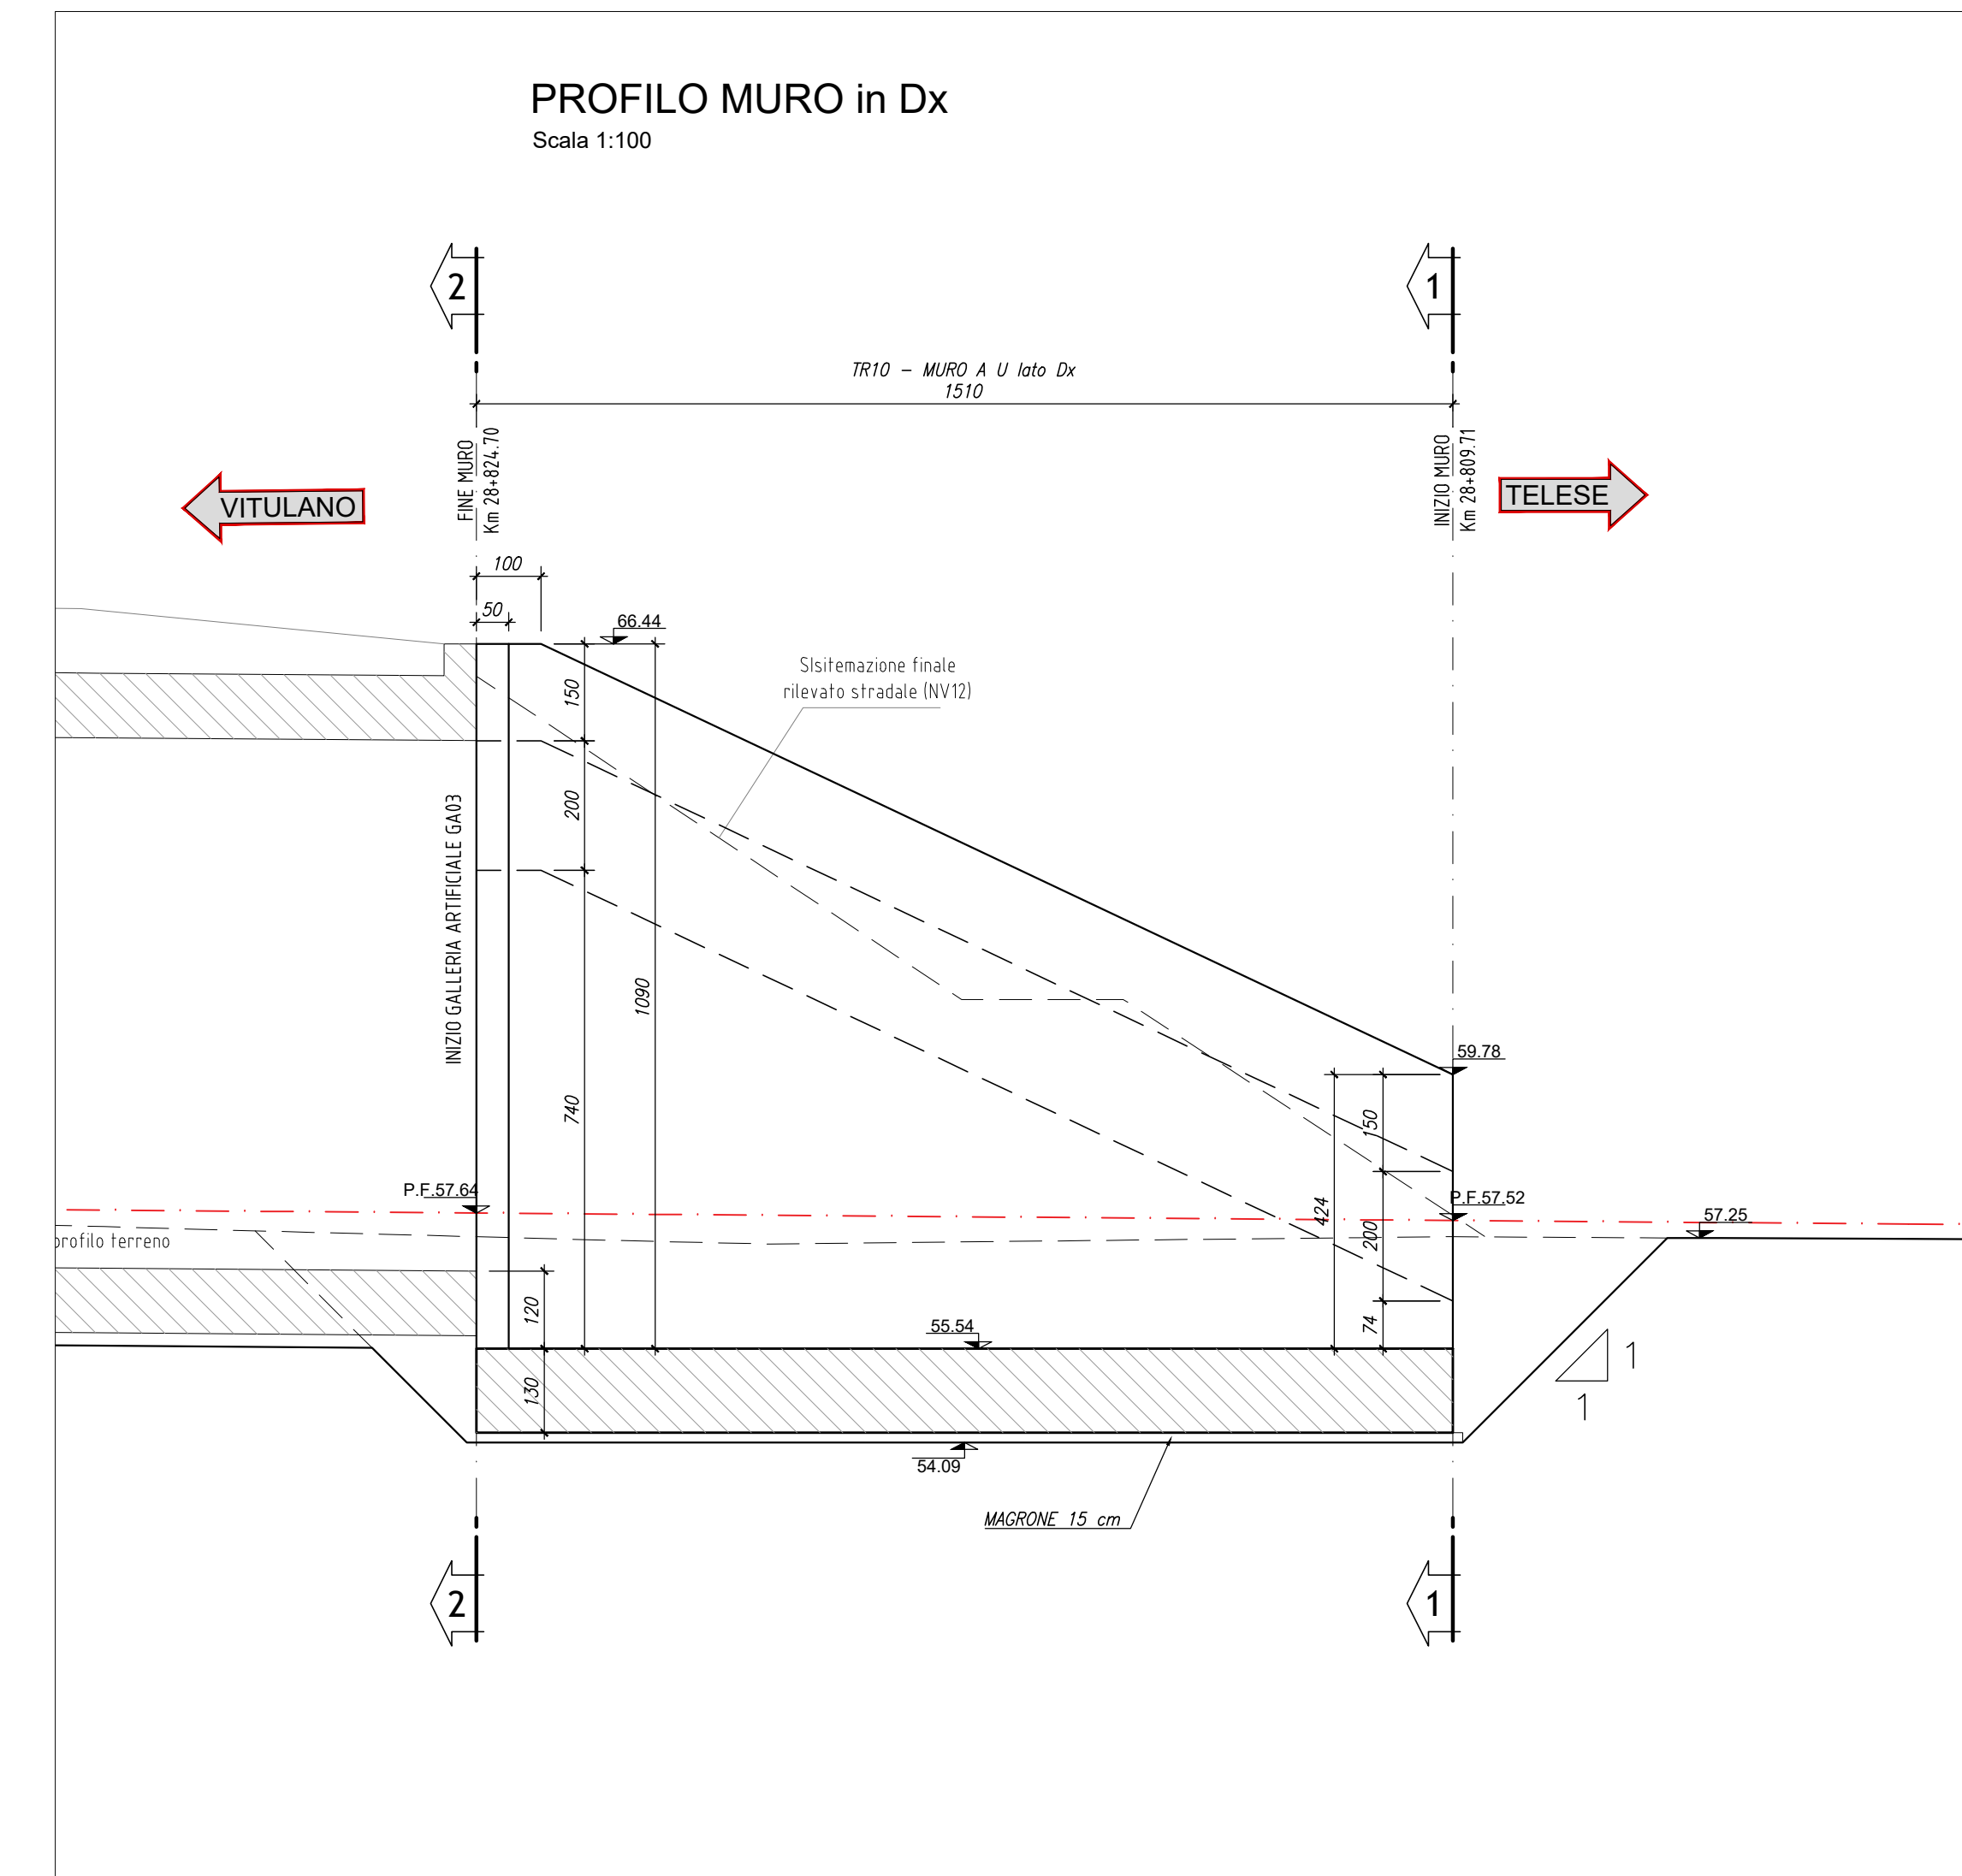 PROFILO MURO in Dx
Scala 1:100
2
1
TR10 - MURO A U lato Dx
1510
FINE MURO
Km 28+824.70
INIZIO MURO
Km 28+809.71
VITULANO
TELESE
100
50
66.44
SIsitemazione finale
rilevato stradale (NV12)
150
200
740
1090
INIZIO GALLERIA ARTIFICIALE GA03
59.78
150
200
74
424
P.F.57.64
P.F.57.52
57.25
profilo terreno
120
130
55.54
54.09
1
1
MAGRONE 15 cm
2
1